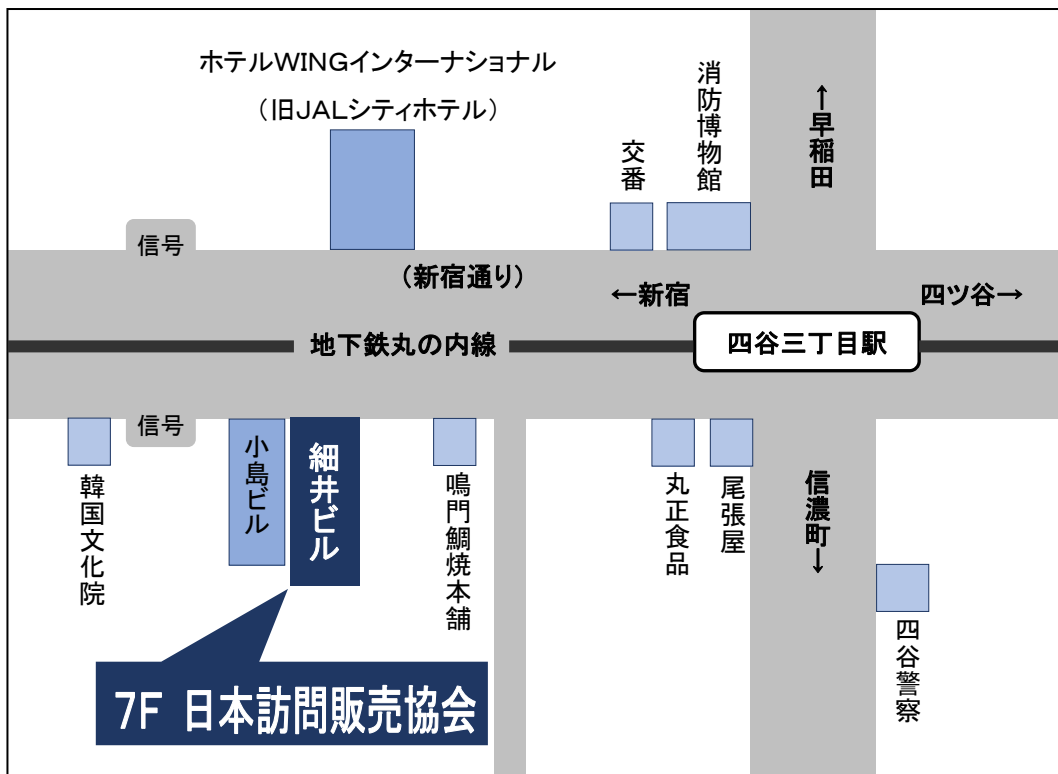 ホテルWINGインターナショナル
（旧JALシティホテル）
消防博物館
交番
↑早稲田
信号
（新宿通り）
←新宿
四ツ谷→
地下鉄丸の内線
四谷三丁目駅
信号
韓国文化院
小島ビル
細井ビル
鳴門鯛焼本舗
丸正食品
尾張屋
信濃町↓
四谷警察
7F 日本訪問販売協会